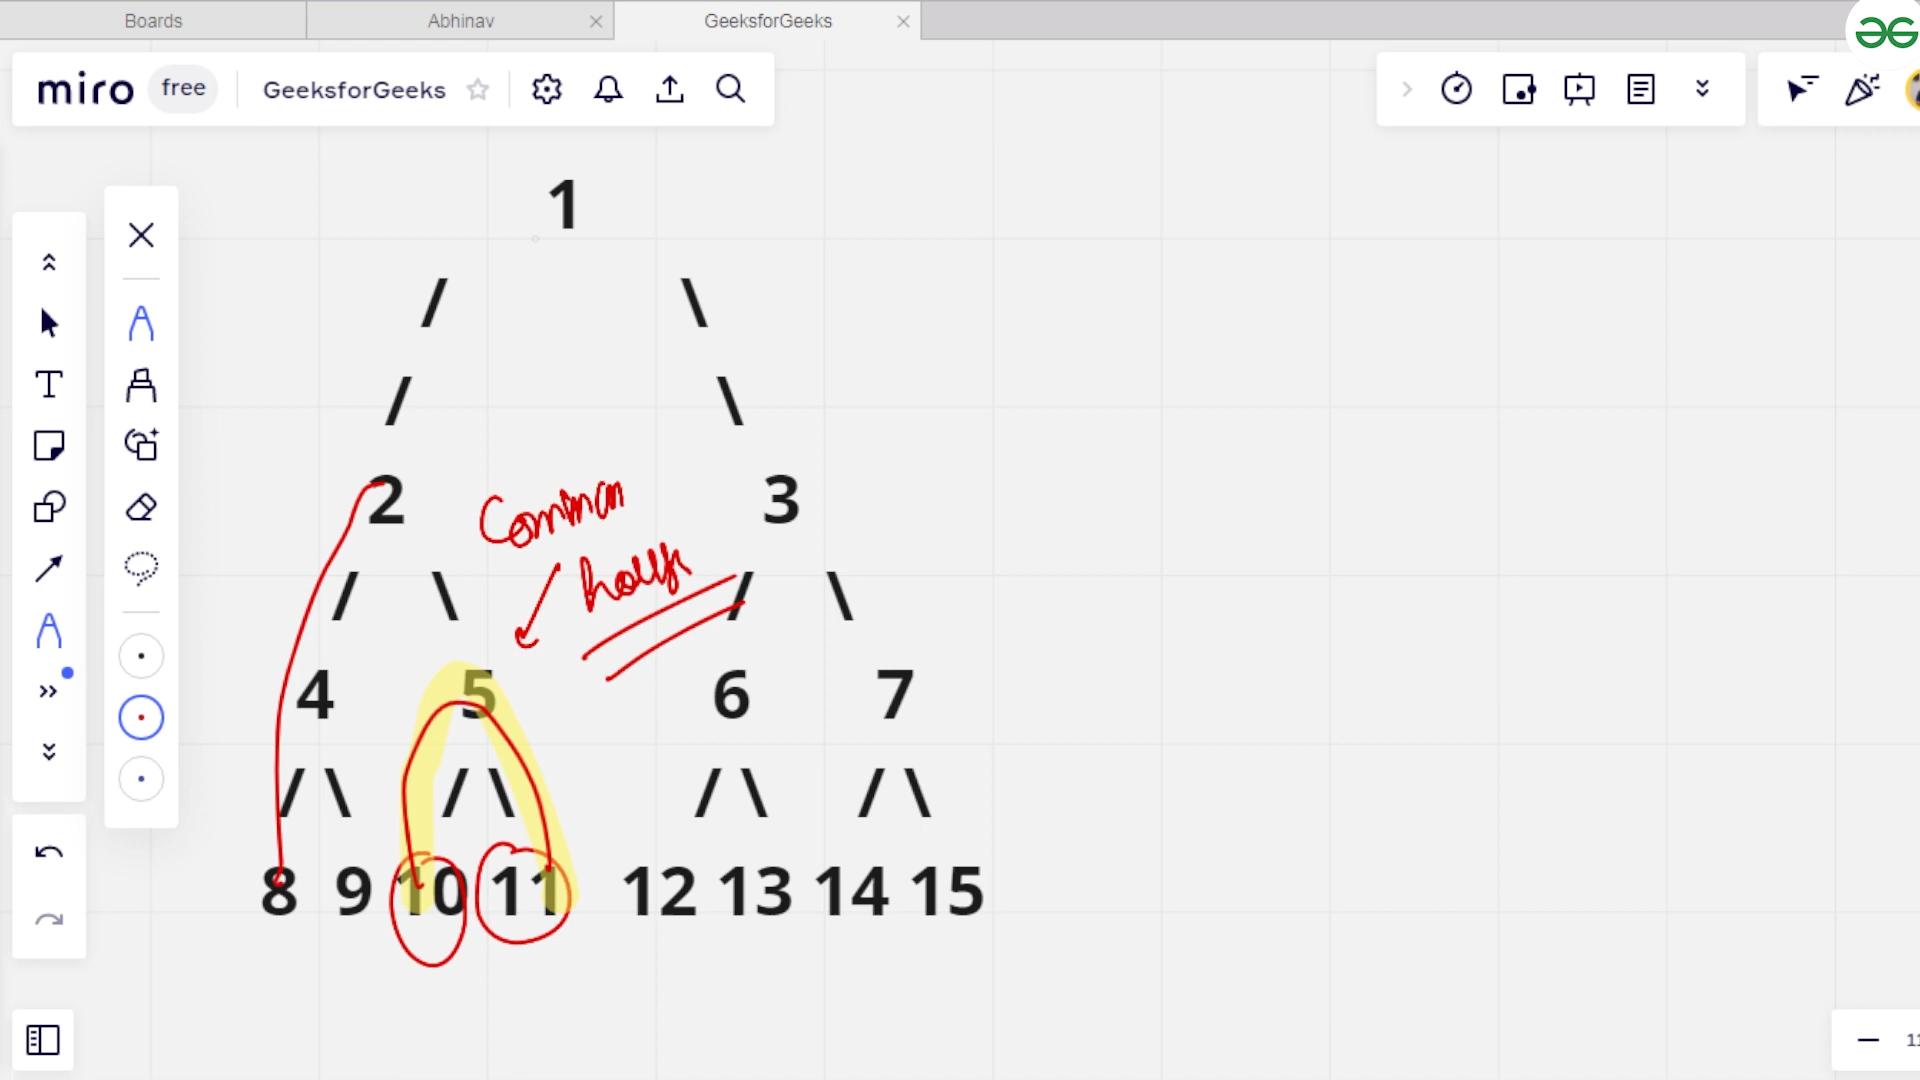 Boards Abhinav GeeksforGeeks
miro free GeeksforGeeks
1
/ \
/ \
2 3
Common
/ \ / \
4 5 6 7
/ \ / \ / \ / \
8 9 10 11 12 13 14 15